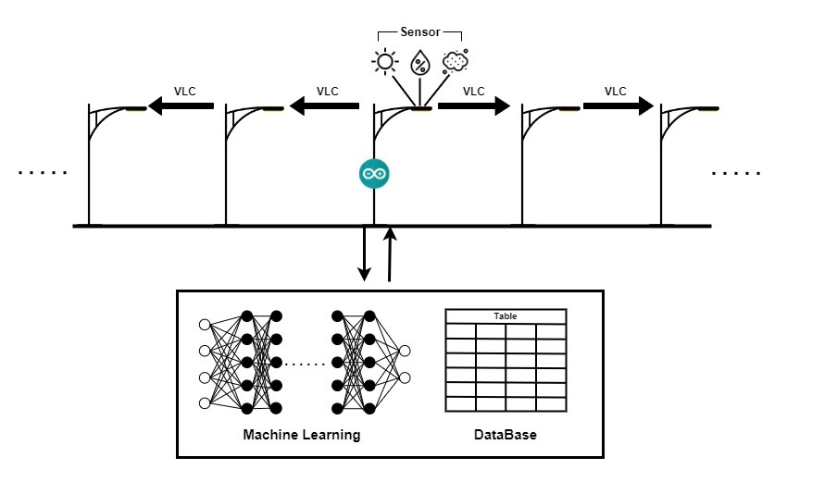 Sensor
VLC
VLC
VLC
VLC
. . . . .
. . . . .
Table
. . . . . .
Machine Learning
DataBase